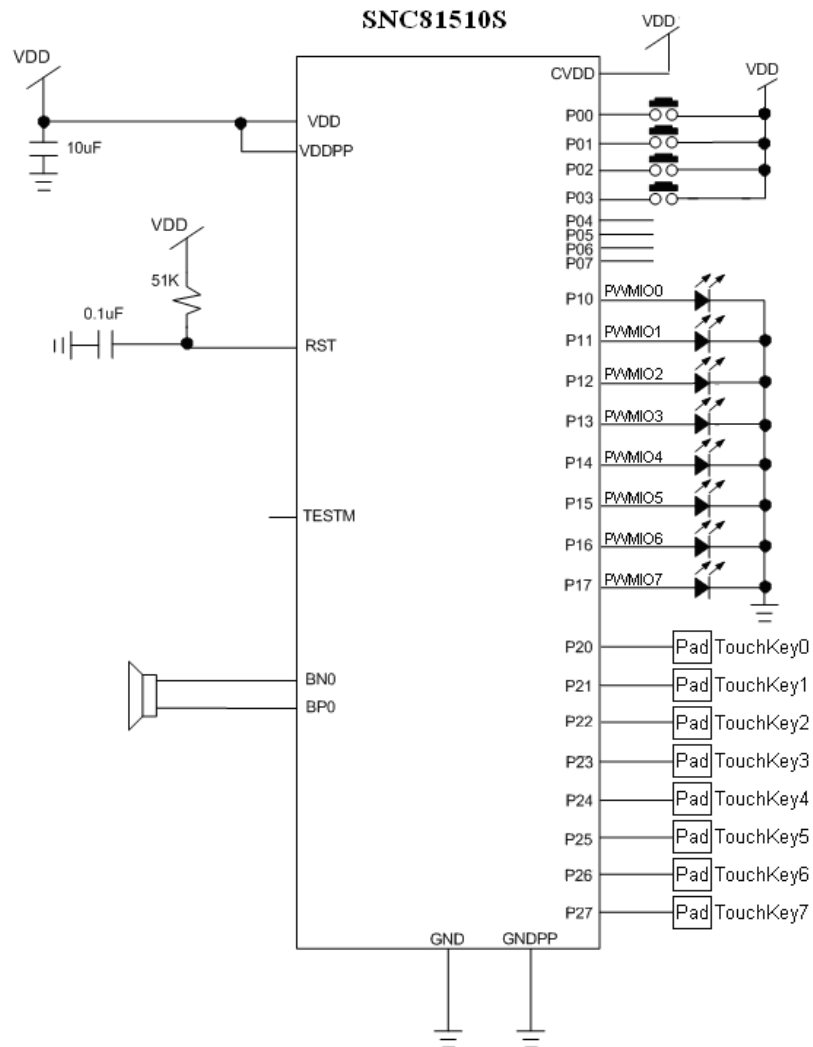 SNC81510S
VDD
VDD
10uF
VDD
VDDPP
VDD
51K
0.1uF
RST
TESTM
BN0
BP0
GND
GNDPP
VDD
CVDD
VDD
P00
P01
P02
P03
P04
P05
P06
P07
P10 PWMIO0
P11 PWMIO1
P12 PWMIO2
P13 PWMIO3
P14 PWMIO4
P15 PWMIO5
P16 PWMIO6
P17 PWMIO7
P20 Pad TouchKey0
P21 Pad TouchKey1
P22 Pad TouchKey2
P23 Pad TouchKey3
P24 Pad TouchKey4
P25 Pad TouchKey5
P26 Pad TouchKey6
P27 Pad TouchKey7